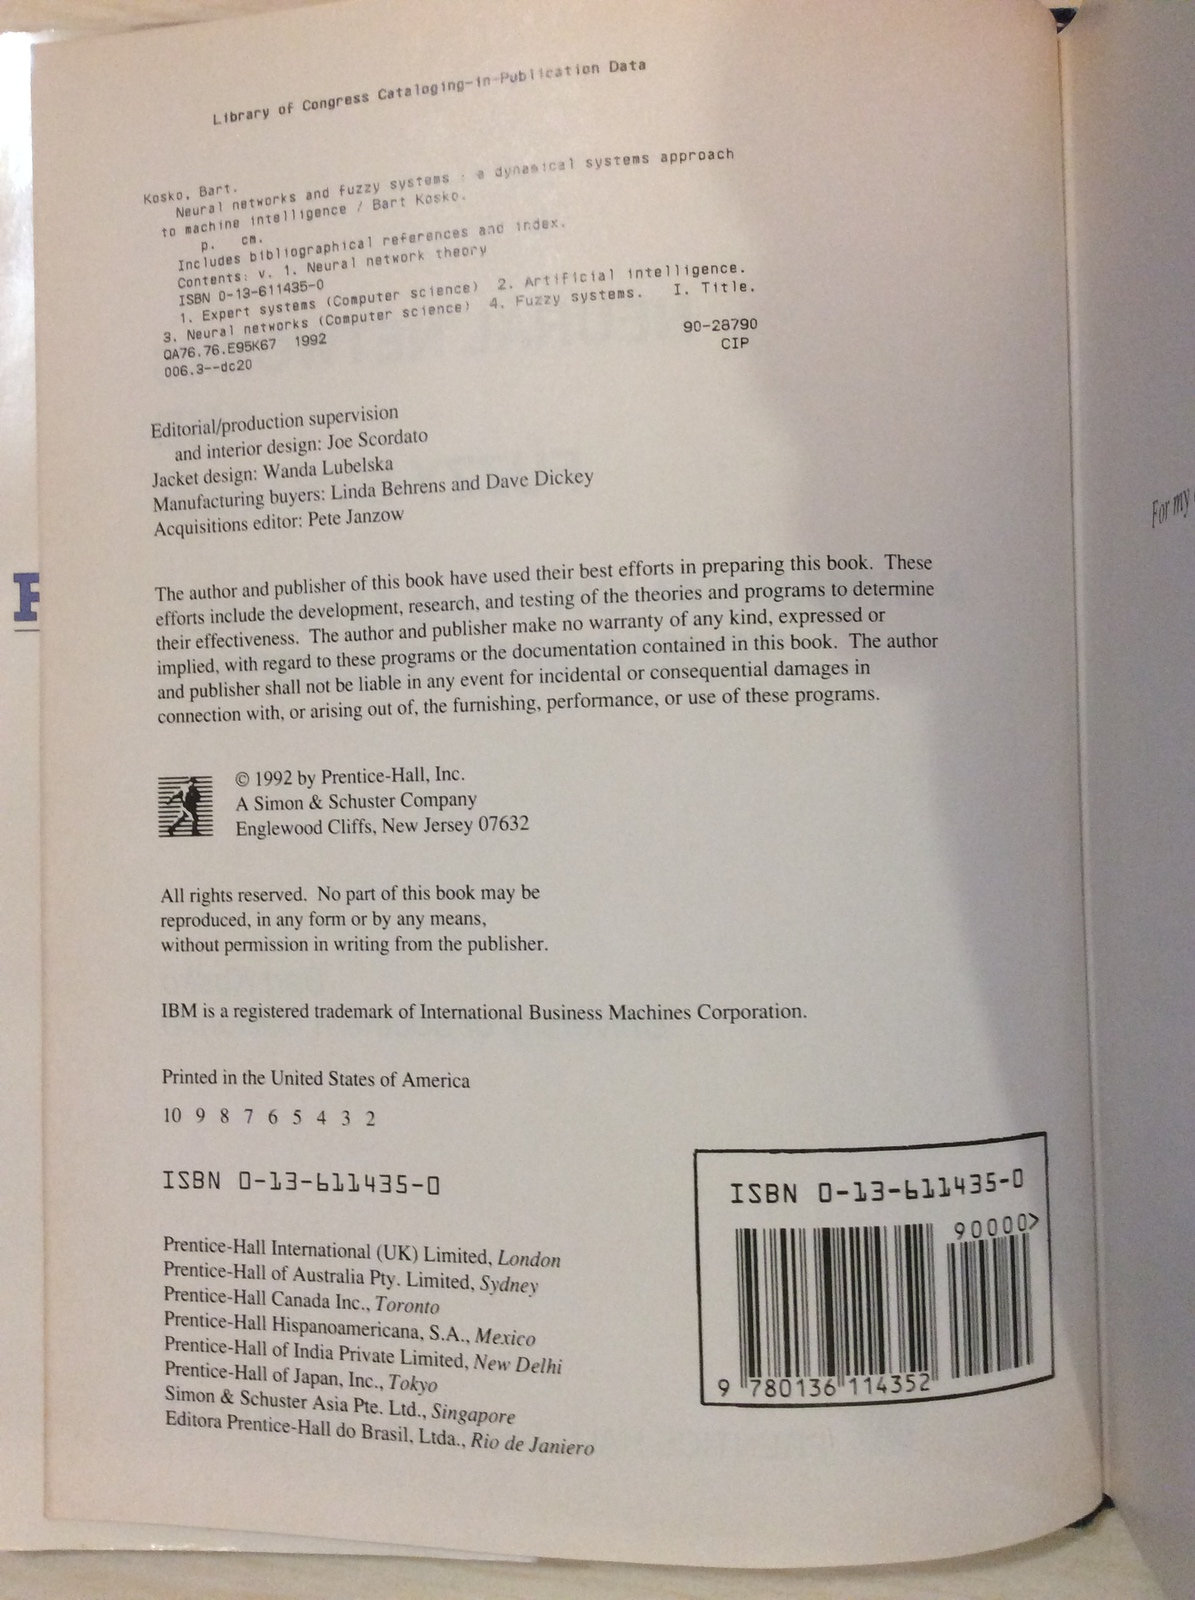 Library of Congress Cataloging-in-Publication Data
Kosko, Bart.
Neural networks and fuzzy systems : a dynamical systems approach
to machine intelligence / Bart Kosko.
p. cm.
Includes bibliographical references and index.
Contents: v. 1. Neural network theory
ISBN 0-13-611435-0
1. Expert systems (Computer science) 2. Artificial intelligence.
3. Neural networks (Computer science) 4. Fuzzy systems. I. Title.
QA76.76.E95K67 1992
90-28790
006.3--dc20
CIP
Editorial/production supervision
and interior design: Joe Scordato
Jacket design: Wanda Lubelska
Manufacturing buyers: Linda Behrens and Dave Dickey
Acquisitions editor: Pete Janzow
The author and publisher of this book have used their best efforts in preparing this book. These
efforts include the development, research, and testing of the theories and programs to determine
their effectiveness. The author and publisher make no warranty of any kind, expressed or
implied, with regard to these programs or the documentation contained in this book. The author
and publisher shall not be liable in any event for incidental or consequential damages in
connection with, or arising out of, the furnishing, performance, or use of these programs.
© 1992 by Prentice-Hall, Inc.
A Simon & Schuster Company
Englewood Cliffs, New Jersey 07632
All rights reserved. No part of this book may be
reproduced, in any form or by any means,
without permission in writing from the publisher.
IBM is a registered trademark of International Business Machines Corporation.
Printed in the United States of America
10 9 8 7 6 5 4 3 2
ISBN 0-13-611435-0
Prentice-Hall International (UK) Limited, London
Prentice-Hall of Australia Pty. Limited, Sydney
Prentice-Hall Canada Inc., Toronto
Prentice-Hall Hispanoamericana, S.A., Mexico
Prentice-Hall of India Private Limited, New Delhi
Prentice-Hall of Japan, Inc., Tokyo
Simon & Schuster Asia Pte. Ltd., Singapore
Editora Prentice-Hall do Brasil, Ltda., Rio de Janiero
ISBN 0-13-611435-0
90000>
9 780136 114352
For my